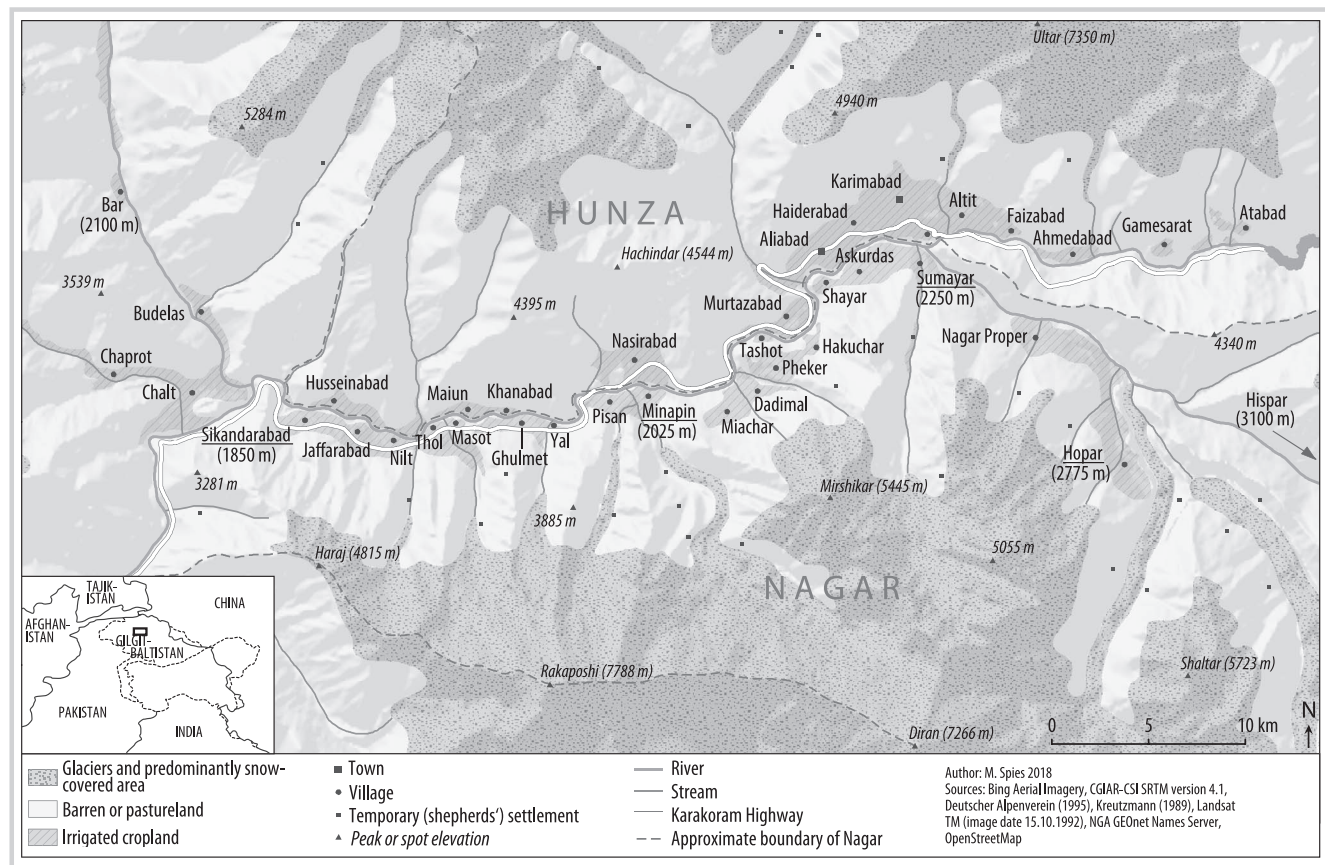 Ultar (7350 m)
5284 m
4940 m
Bar
(2100 m)
Karimabad
HUNZA
Haiderabad
Altit
Faizabad
Gamesarat
Atabad
Aliabad
Ahmedabad
Hachindar (4544 m)
Askurdas
3539 m
Sumayar
(2250 m)
Shayar
4395 m
Murtazabad
Budelas
Nasirabad
Nagar Proper
4340 m
Chaprot
Tashot
Hakuchar
Pheker
Chalt
Husseinabad
Maiun
Khanabad
Pisan
Minapin
(2025 m)
Dadimal
Miachar
Hispar
(3100 m)
Sikandarabad
(1850 m)
Jaffarabad
Nilt
Thol
Masot
Ghulmet
Yal
Hopar
(2775 m)
3281 m
Mirshikar (5445 m)
3885 m
Haraj (4815 m)
5055 m
NAGAR
TAJIK-
ISTAN
CHINA
AFGHAN-
ISTAN
GILGIT-
BALTISTAN
PAKISTAN
INDIA
Rakaposhi (7788 m)
Shaltar (5723 m)
Diran (7266 m)
0 5 10 km
N
Glaciers and predominantly snow-
covered area
Barren or pastureland
Irrigated cropland
Town
Village
Temporary (shepherds‘) settlement
Peak or spot elevation
River
Stream
Karakoram Highway
Approximate boundary of Nagar
Author: M. Spies 2018
Sources: Bing Aerial Imagery, CGIAR-CSI SRTM version 4.1,
Deutscher Alpenverein (1995), Kreutzmann (1989), Landsat
TM (image date 15.10.1992), NGA GEOnet Names Server,
OpenStreetMap